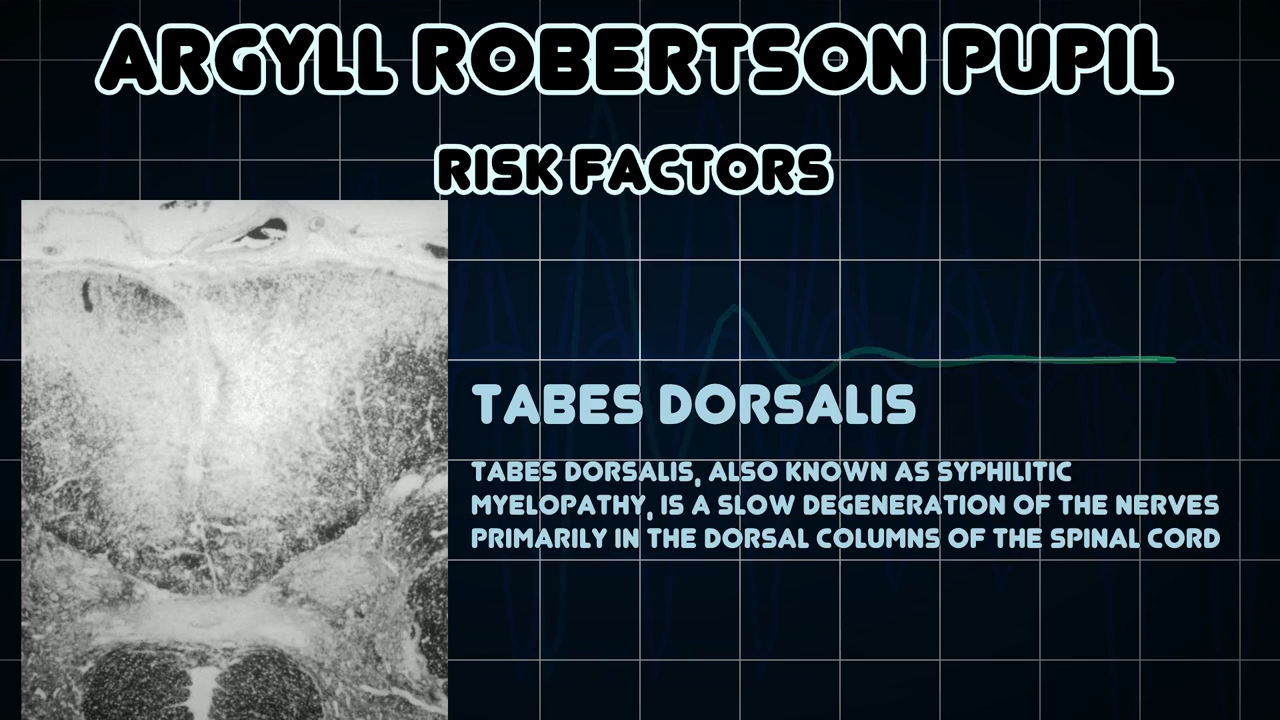 ARGYLL ROBERTSON PUPIL
RISK FACTORS
TABES DORSALIS
TABES DORSALIS, ALSO KNOWN AS SYPHILITIC
MYELOPATHY, IS A SLOW DEGENERATION OF THE NERVES
PRIMARILY IN THE DORSAL COLUMNS OF THE SPINAL CORD